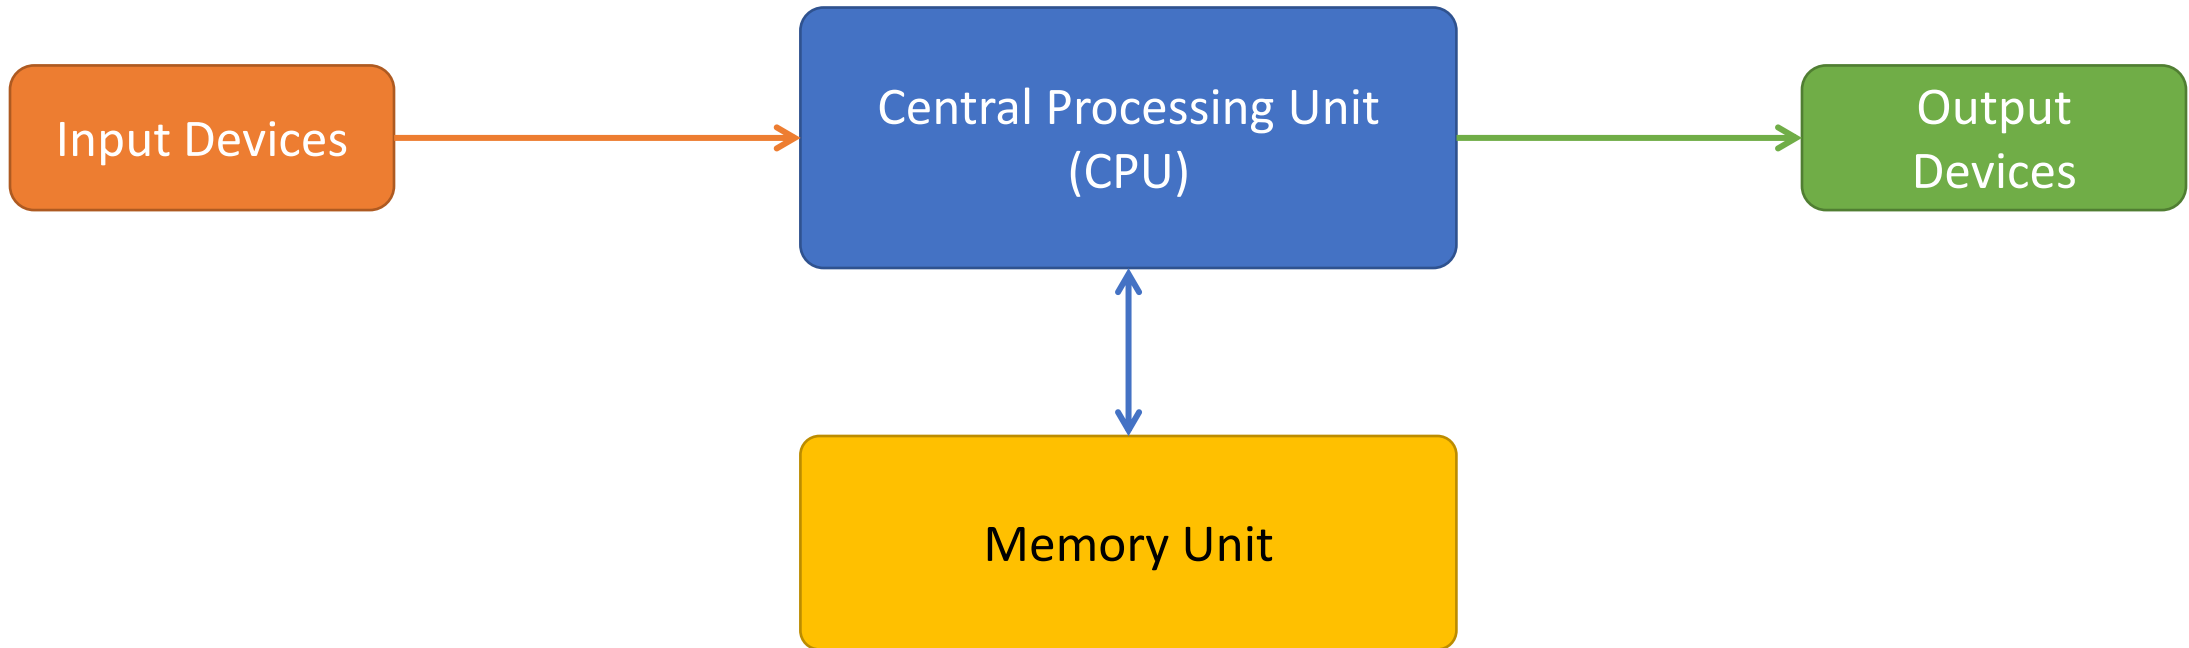 Input Devices
Central Processing Unit
(CPU)
Output
Devices
Memory Unit